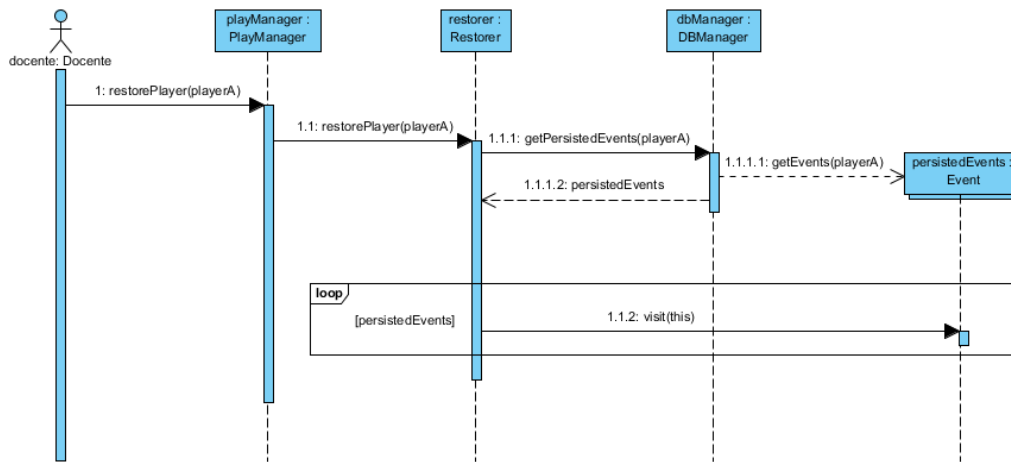 playManager :
PlayManager
restorer :
Restorer
dbManager :
DBManager
docente: Docente
1: restorePlayer(playerA)
1.1: restorePlayer(playerA)
1.1.1: getPersistedEvents(playerA)
1.1.1.1: getEvents(playerA)
persistedEvents :
Event
1.1.1.2: persistedEvents
loop
[persistedEvents]
1.1.2: visit(this)